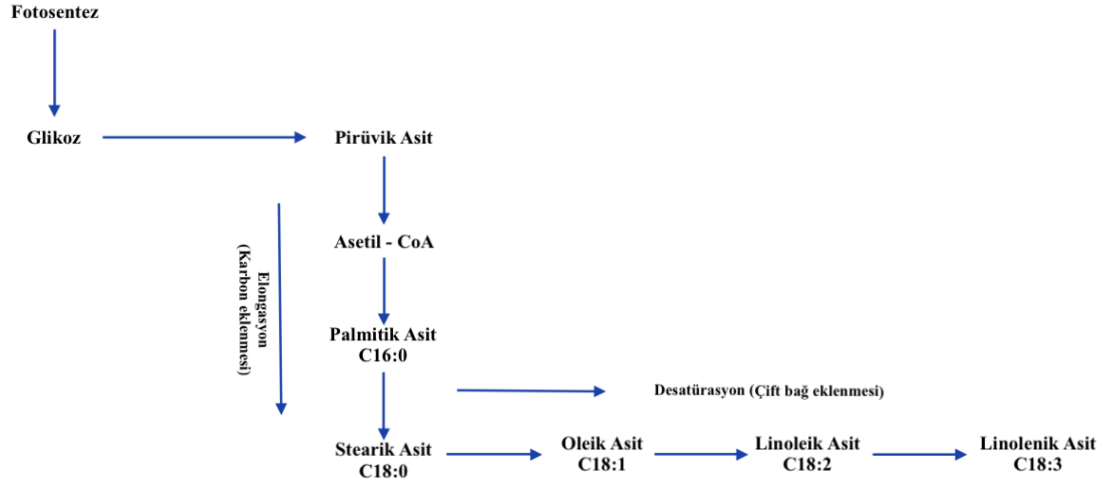 Fotosentez
Glikoz
Pirüvik Asit
Asetil - CoA
Elongasyon
(Karbon eklenmesi)
Palmitik Asit
C16:0
Desatürasyon (Çift bağ eklenmesi)
Stearik Asit
C18:0
Oleik Asit
C18:1
Linoleik Asit
C18:2
Linolenik Asit
C18:3